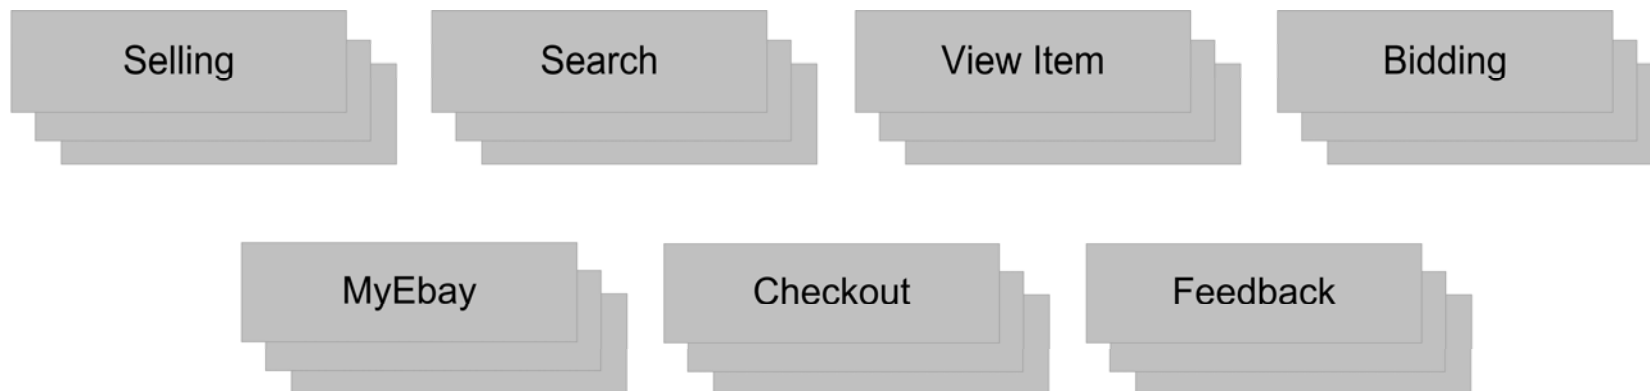 Selling
Search
View Item
Bidding
MyEbay
Checkout
Feedback